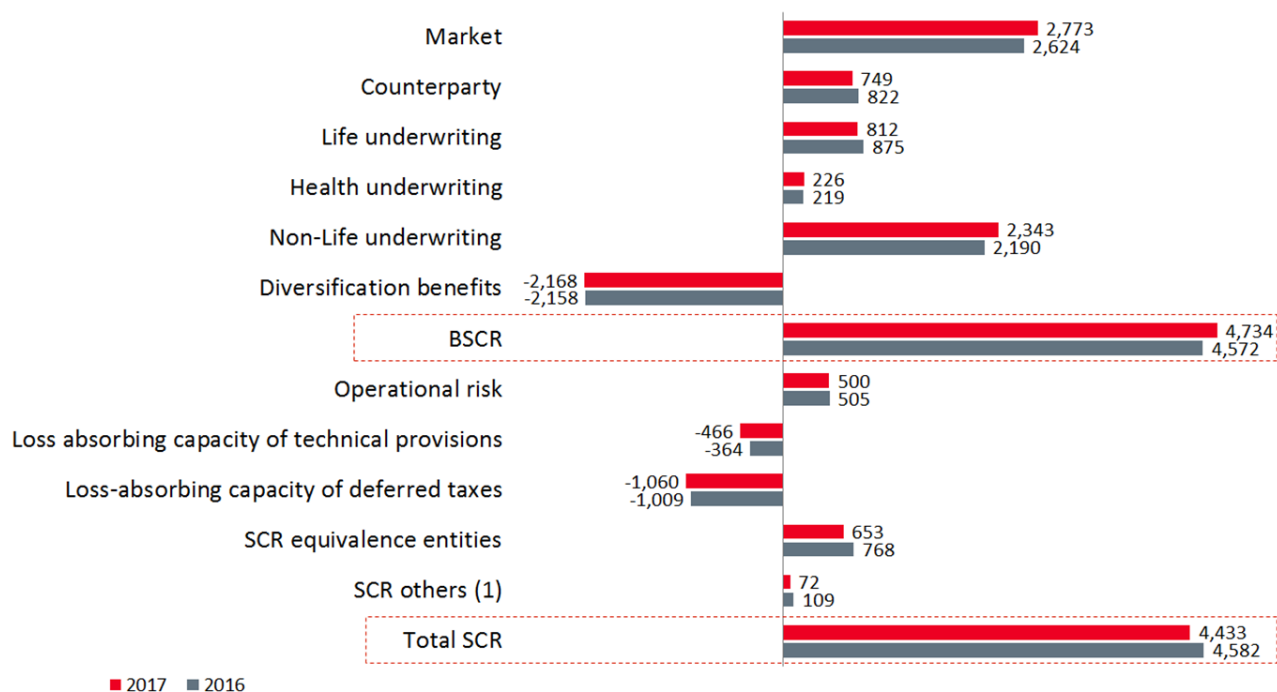 Market 2,773
2,624
Counterparty 749
822
Life underwriting 812
875
Health underwriting 226
219
Non-Life underwriting 2,343
2,190
Diversification benefits -2,168
-2,158
BSCR 4,734
4,572
Operational risk 500
505
Loss absorbing capacity of technical provisions -466
-364
Loss-absorbing capacity of deferred taxes -1,060
-1,009
SCR equivalence entities 653
768
SCR others (1) 72
109
Total SCR 4,433
4,582
2017 2016